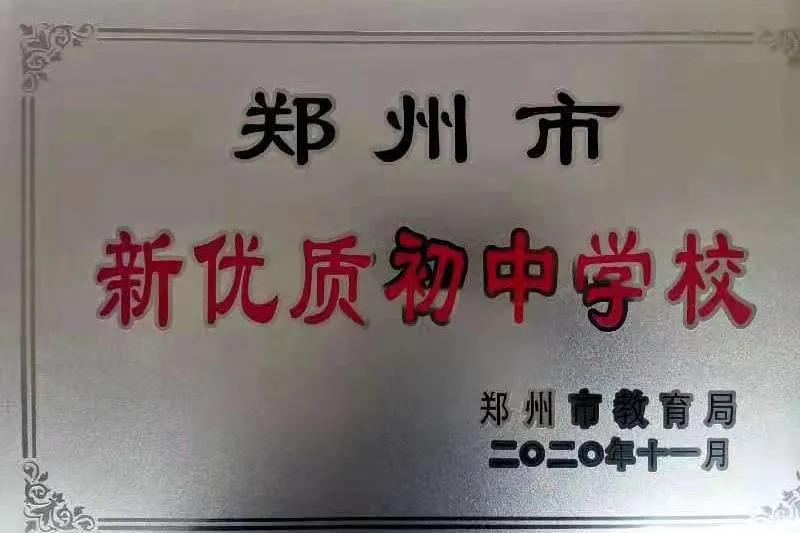 郑州市
新优质初中学校
郑州市教育局
二〇二〇年十一月